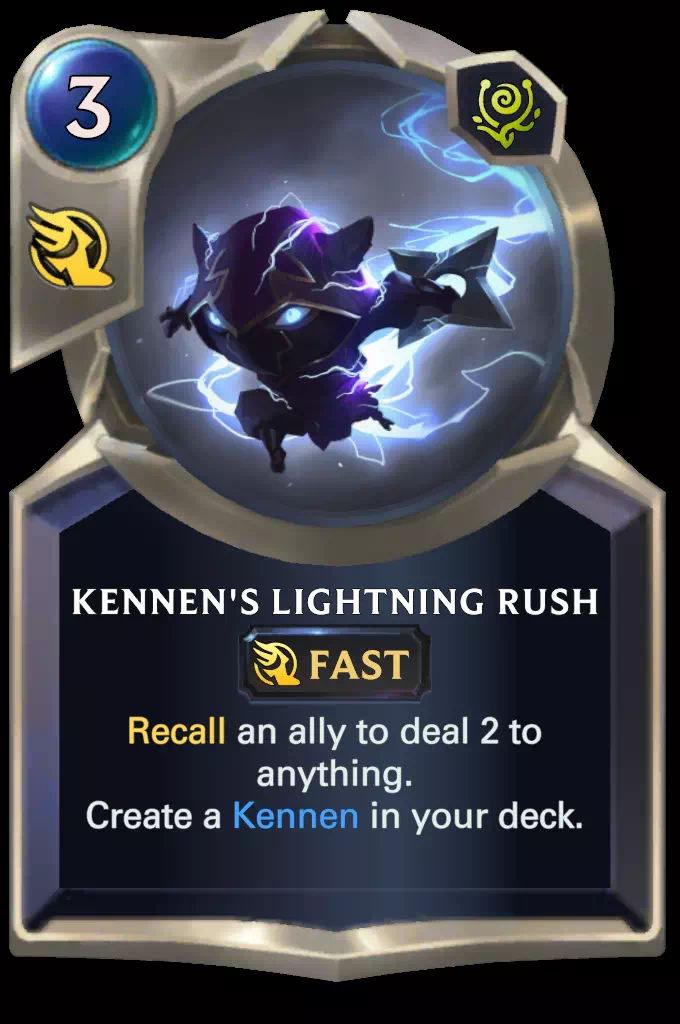 3
KENNEN'S LIGHTNING RUSH
FAST
Recall an ally to deal 2 to
anything.
Create a Kennen in your deck.